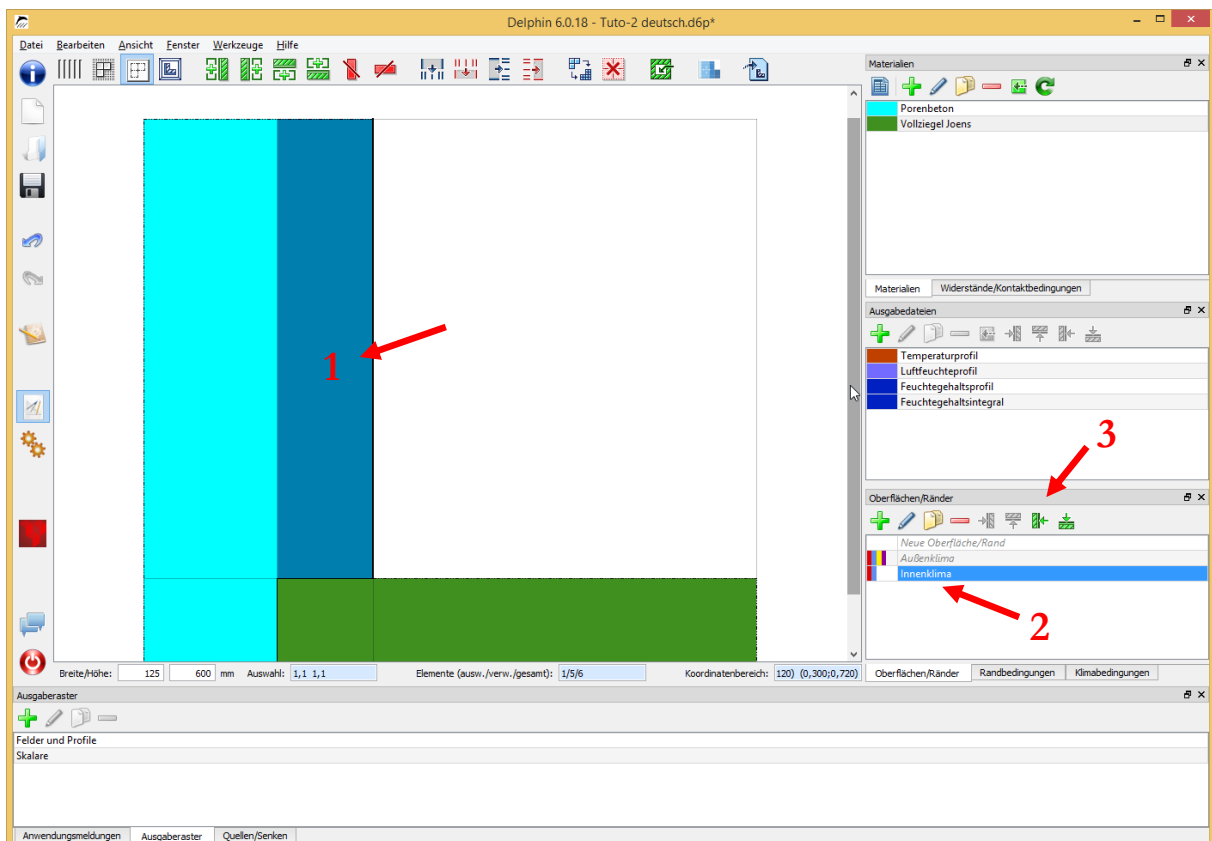 Delphin 6.0.18 - Tuto-2 deutsch.d6p*
Datei Bearbeiten Ansicht Fenster Werkzeuge Hilfe
Materialien
Porenbeton
Vollziegel Joens
Materialien Widerstände/Kontaktbedingungen
Ausgabedateien
Temperaturprofil
Luftfeuchteprofil
Feuchtegehaltsprofil
Feuchtegehaltsintegral
1
3
Oberflächen/Ränder
Neue Oberfläche/Rand
Außenklima
Innenklima
2
Oberflächen/Ränder Randbedingungen Klimabedingungen
Breite/Höhe: 125 600 mm Auswahl: 1,1 1,1 Elemente (ausw./verw./gesamt): 1/5/6 Koordinatenbereich: 120) (0,300;0,720)
Ausgaberaster
Felder und Profile
Skalare
Anwendungsmeldungen Ausgaberaster Quellen/Senken